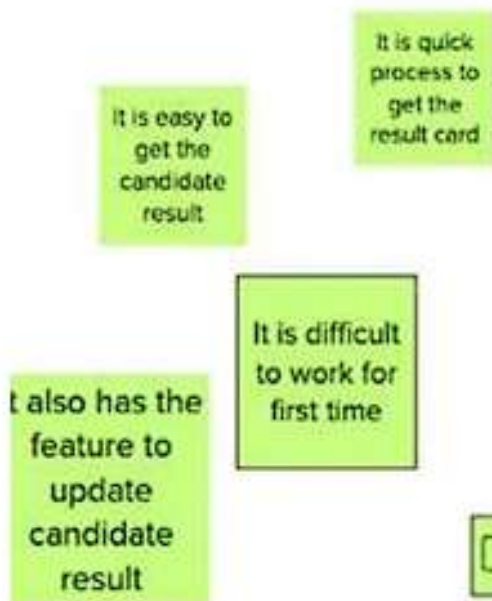 It is quick
process to
get the
result card
It is easy to
get the
candidate
result
It is difficult
to work for
first time
t also has the
feature to
update
candidate
result